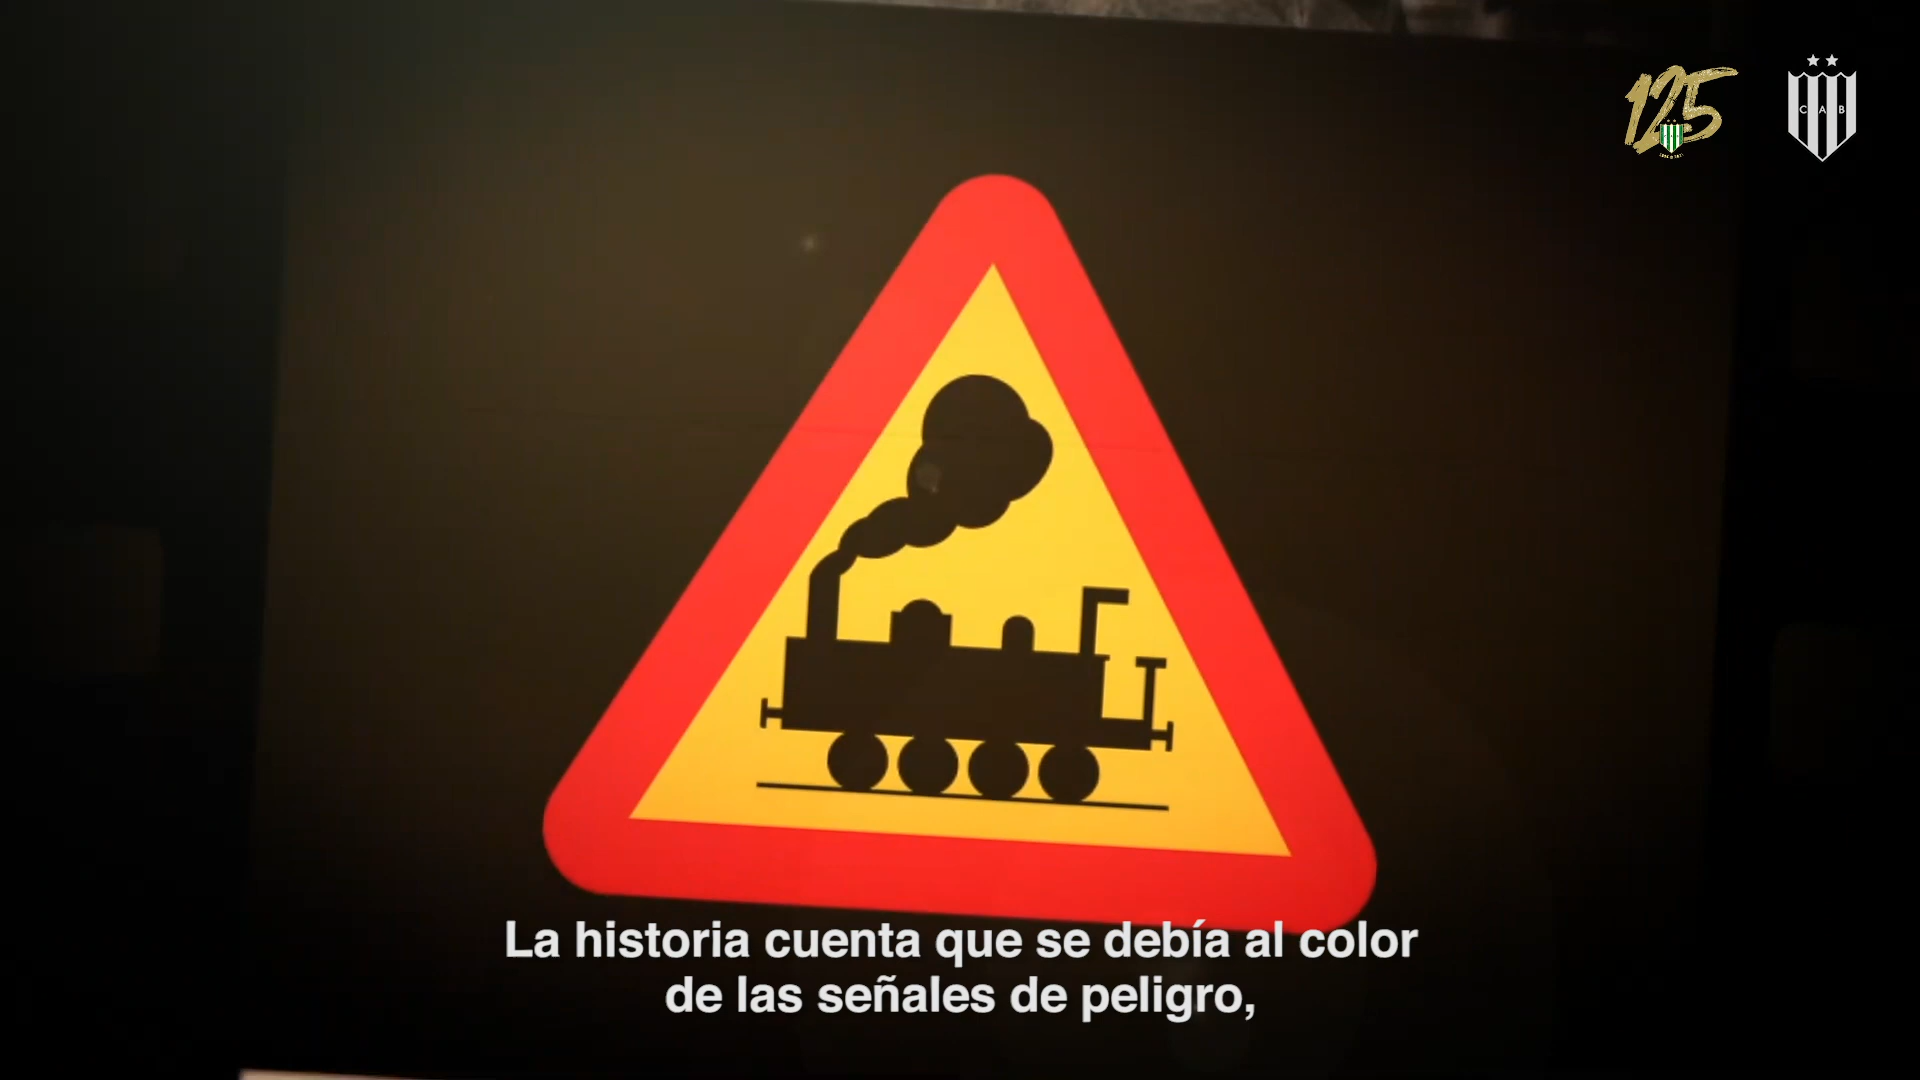 125
C A B
La historia cuenta que se debía al color
de las señales de peligro,